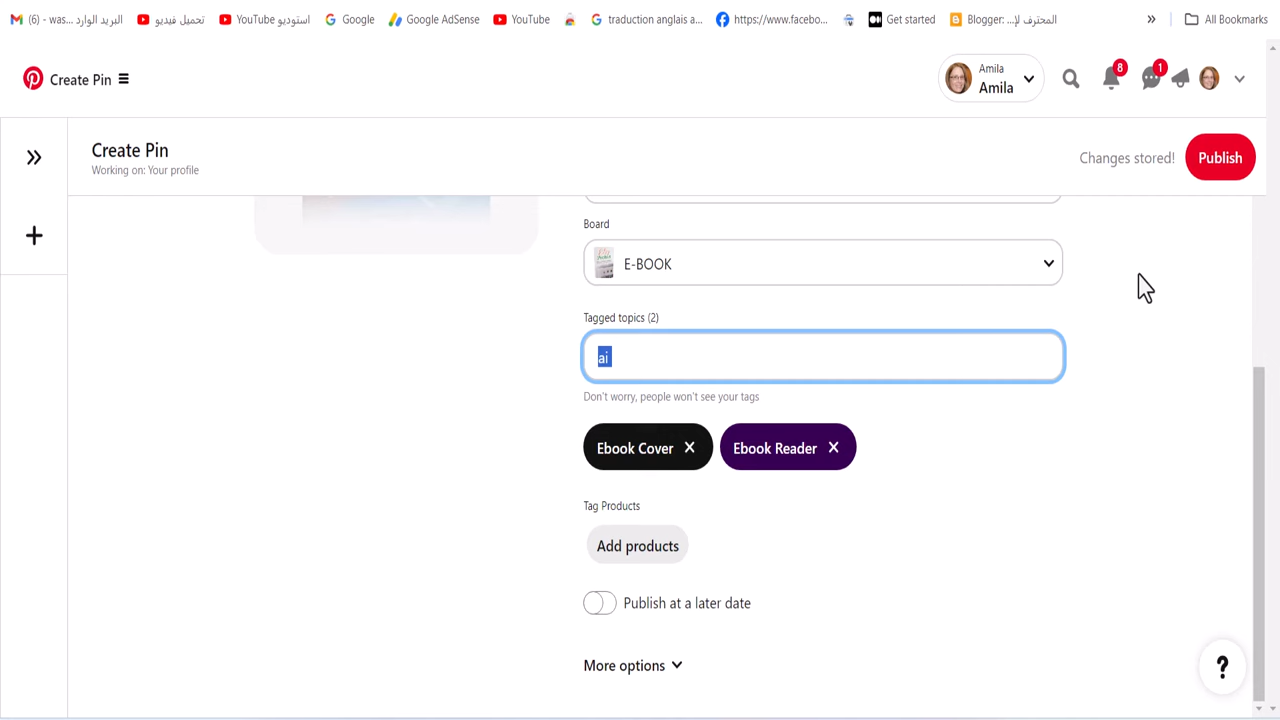 (6) البريد الوارد - was...
تحميل فيديو
YouTube استوديو
Google
Google AdSense
YouTube
traduction anglais a...
https://www.facebo...
Get started
Blogger: المحترف لإ...
»
All Bookmarks
Create Pin
Amila
Amila
8
1
Create Pin
Working on: Your profile
Changes stored!
Publish
Board
E-BOOK
Tagged topics (2)
ai
Don't worry, people won't see your tags
Ebook Cover
Ebook Reader
Tag Products
Add products
Publish at a later date
More options
?